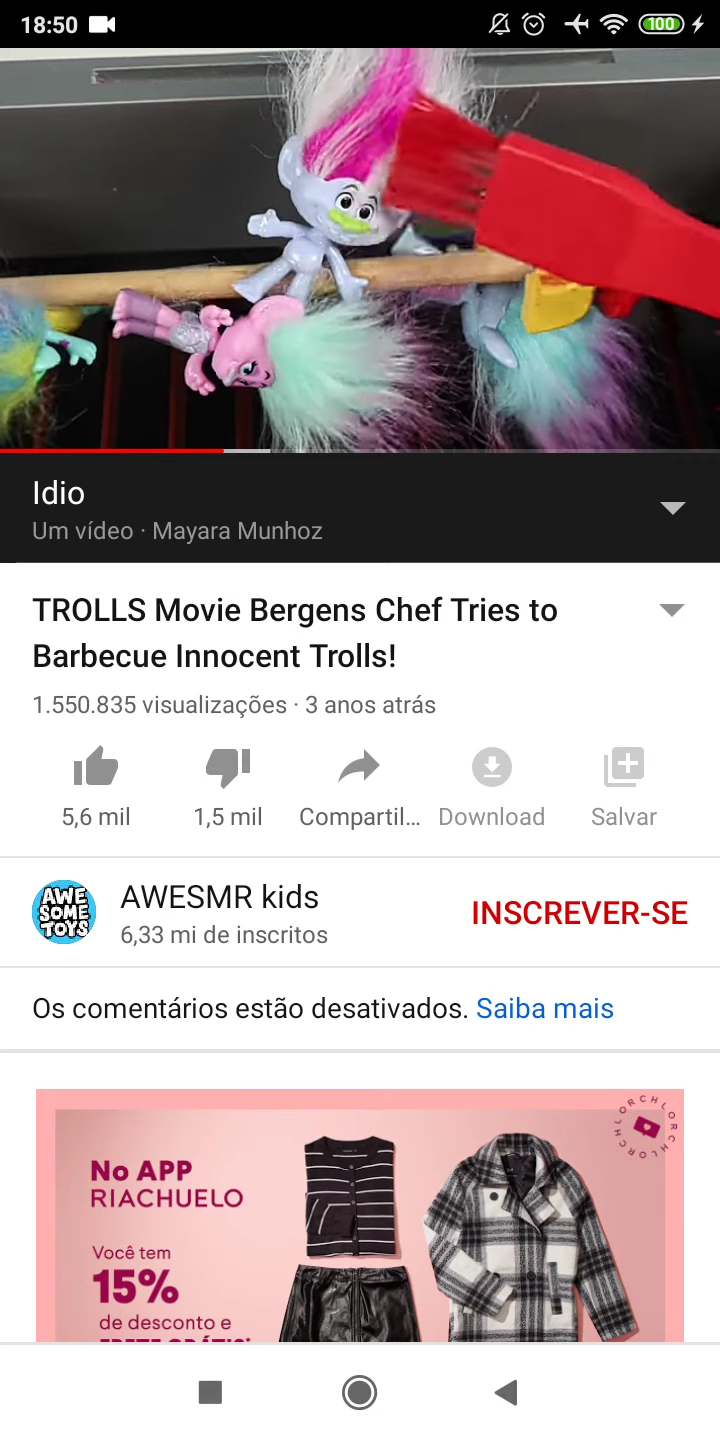 18:50
100
Idio
Um vídeo · Mayara Munhoz
TROLLS Movie Bergens Chef Tries to
Barbecue Innocent Trolls!
1.550.835 visualizações · 3 anos atrás
5,6 mil
1,5 mil
Compartil...
Download
Salvar
AWE
SOME
TOYS
AWESMR kids
6,33 mi de inscritos
INSCREVER-SE
Os comentários estão desativados. Saiba mais
No APP
RIACHUELO
Você tem
15%
de desconto e